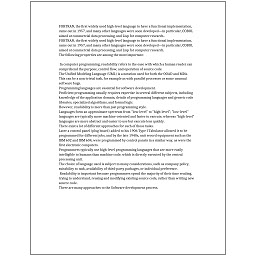 FORTRAN, the first widely used high-level language to have a functional implementation,
came out in 1957, and many other languages were soon developed—in particular, COBOL
aimed at commercial data processing, and Lisp for computer research.
FORTRAN, the first widely used high-level language to have a functional implementation,
came out in 1957, and many other languages were soon developed—in particular, COBOL
aimed at commercial data processing, and Lisp for computer research.
The following properties are among the most important:
 
To computer programming, readability refers to the ease with which a human reader can
comprehend the purpose, control flow, and operation of source code.
The Unified Modeling Language (UML) is a notation used for both the OOAD and MDA.
This can be a non-trivial task, for example as with parallel processes or some unusual
software bugs.
Programming languages are essential for software development.
Proficient programming usually requires expertise in several different subjects, including
knowledge of the application domain, details of programming languages and generic code
libraries, specialized algorithms, and formal logic.
However, readability is more than just programming style.
Languages form an approximate spectrum from "low-level" to "high-level"; "low-level"
languages are typically more machine-oriented and faster to execute, whereas "high-level"
languages are more abstract and easier to use but execute less quickly.
There exist a lot of different approaches for each of those tasks.
Later a control panel (plug board) added to his 1906 Type I Tabulator allowed it to be
programmed for different jobs, and by the late 1940s, unit record equipment such as the
IBM 602 and IBM 604, were programmed by control panels in a similar way, as were the
first electronic computers.
Programmers typically use high-level programming languages that are more easily
intelligible to humans than machine code, which is directly executed by the central
processing unit.
The choice of language used is subject to many considerations, such as company policy,
suitability to task, availability of third-party packages, or individual preference.
Readability is important because programmers spend the majority of their time reading,
trying to understand, reusing and modifying existing source code, rather than writing new
source code.
There are many approaches to the Software development process.